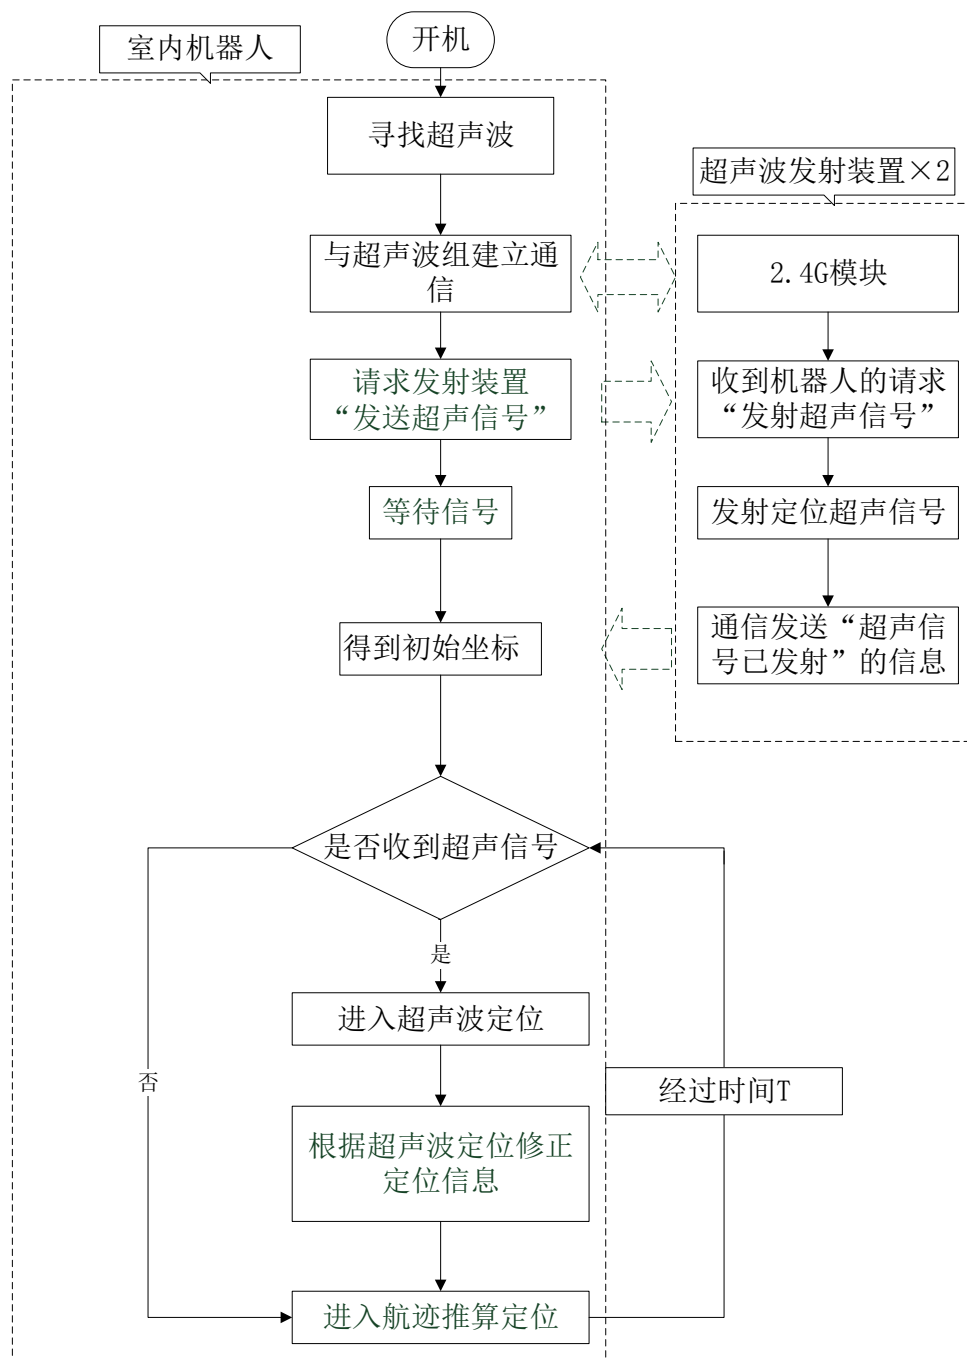 开机
室内机器人
寻找超声波
与超声波组建立通
信
请求发射装置
“发送超声信号”
等待信号
得到初始坐标
超声波发射装置×2
2.4G模块
收到机器人的请求
“发射超声信号”
发射定位超声信号
通信发送“超声信
号已发射”的信息
是否收到超声信号
是
进入超声波定位
否
经过时间T
根据超声波定位修正
定位信息
进入航迹推算定位